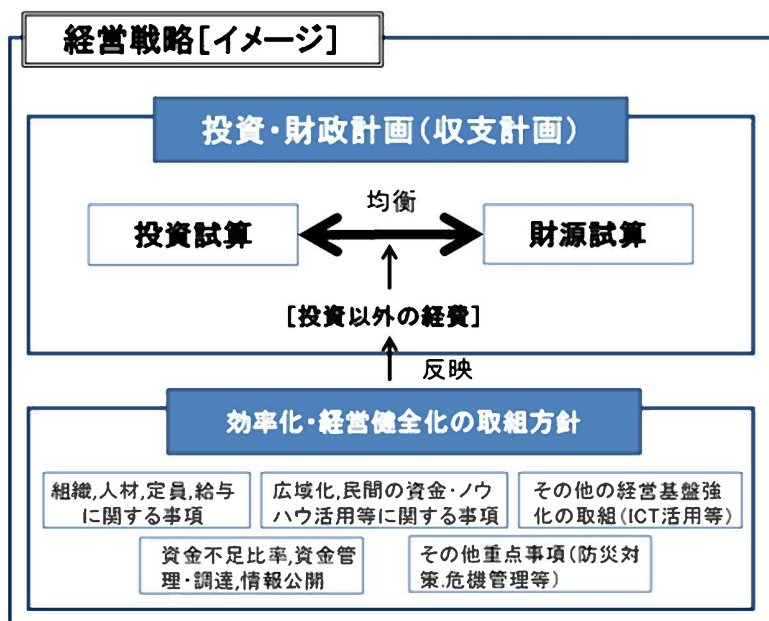 経営戦略[イメージ]
投資・財政計画(収支計画)
均衡
投資試算
財源試算
[投資以外の経費]
反映
効率化・経営健全化の取組方針
組織,人材,定員,給与
に関する事項
広域化,民間の資金・ノウ
ハウ活用等に関する事項
その他の経営基盤強
化の取組(ICT活用等)
資金不足比率,資金管
理・調達,情報公開
その他重点事項(防災対
策.危機管理等)